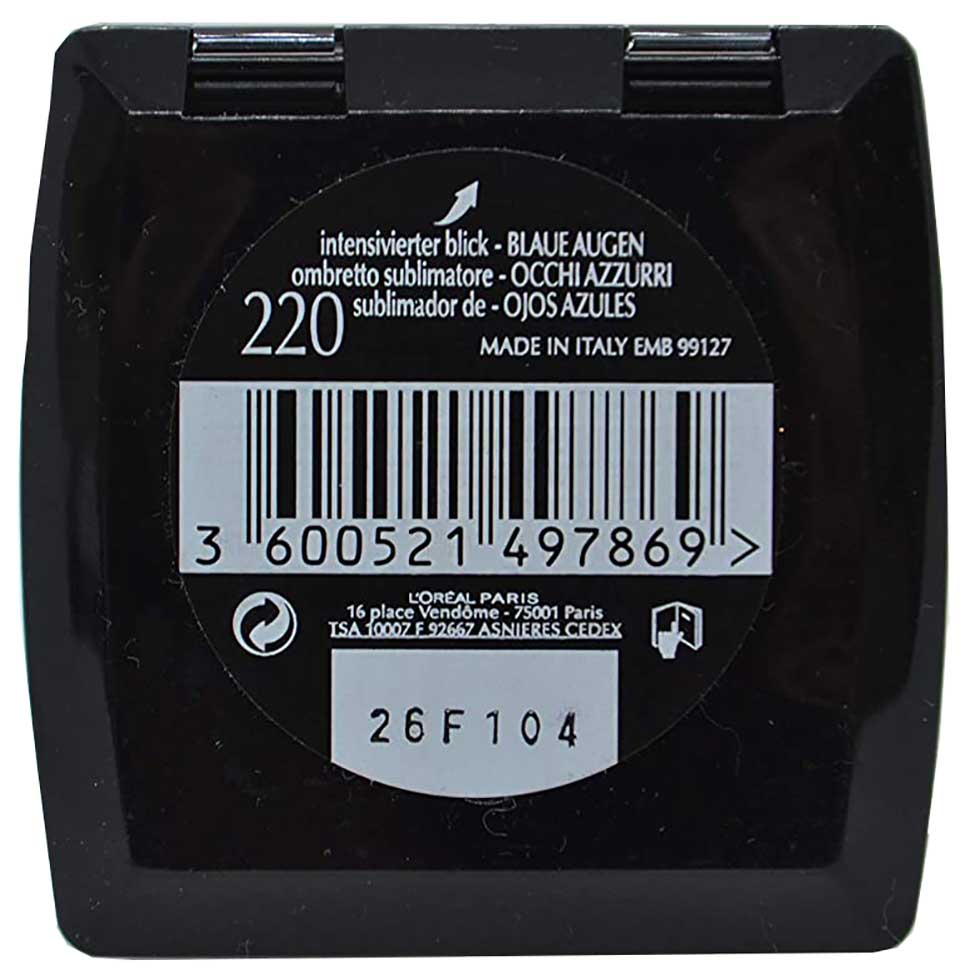 intensivierter blick - BLAUE AUGEN
ombretto sublimatore - OCCHI AZZURRI
220 sublimador de - OJOS AZULES
MADE IN ITALY EMB 99127
3 600521 497869 >
L'ORÉAL PARIS
16 place Vendôme - 75001 Paris
TSA 10007 F 92667 ASNIERES CEDEX
26F104